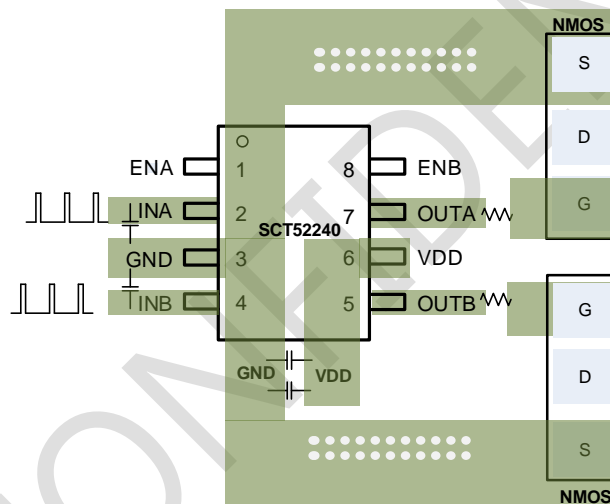 NMOS
S
D
G
ENA 1 8 ENB
INA 2 7 OUTA
SCT52240
GND 3 6 VDD
INB 4 5 OUTB
GND VDD
G
D
S
NMOS